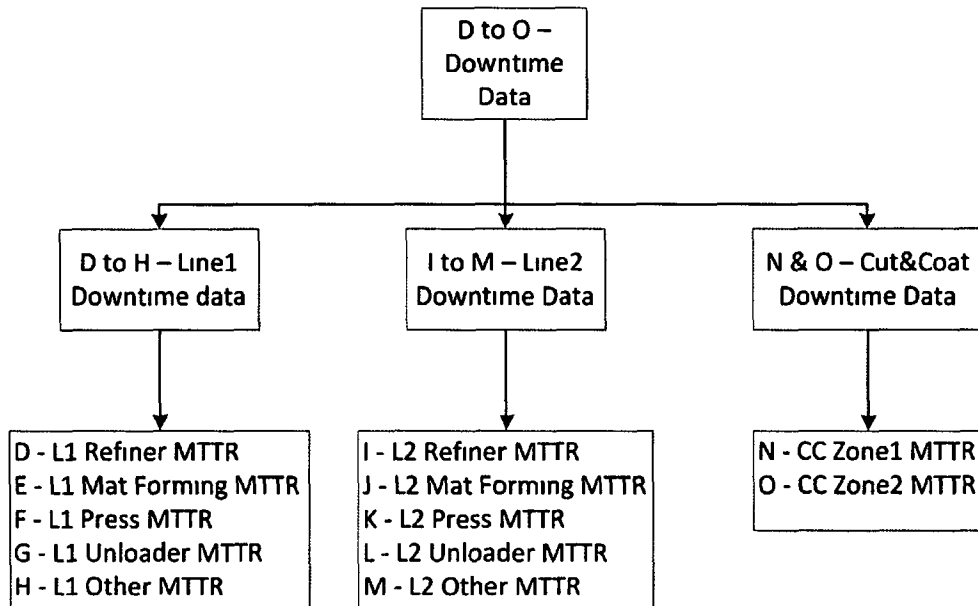 D to O –
Downtime
Data
D to H – Line1
Downtime data
I to M – Line2
Downtime Data
N & O – Cut&Coat
Downtime Data
D - L1 Refiner MTTR
E - L1 Mat Forming MTTR
F - L1 Press MTTR
G - L1 Unloader MTTR
H - L1 Other MTTR
I - L2 Refiner MTTR
J - L2 Mat Forming MTTR
K - L2 Press MTTR
L - L2 Unloader MTTR
M - L2 Other MTTR
N - CC Zone1 MTTR
O - CC Zone2 MTTR